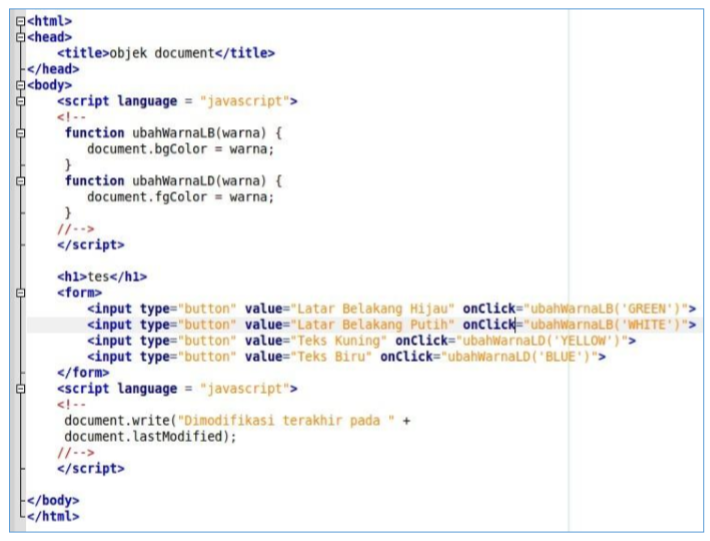 <html>
<head>
<title>objek document</title>
</head>
<body>
<script language = "javascript">
<!--
function ubahWarnaLB(warna) {
document.bgColor = warna;
}
function ubahWarnaLD(warna) {
document.fgColor = warna;
}
//-->
</script>
<h1>tes</h1>
<form>
<input type="button" value="Latar Belakang Hijau" onClick="ubahWarnaLB('GREEN')">
<input type="button" value="Latar Belakang Putih" onClick="ubahWarnaLB('WHITE')">
<input type="button" value="Teks Kuning" onClick="ubahWarnaLD('YELLOW')">
<input type="button" value="Teks Biru" onClick="ubahWarnaLD('BLUE')">
</form>
<script language = "javascript">
<!--
document.write("Dimodifikasi terakhir pada " +
document.lastModified);
//-->
</script>
</body>
</html>